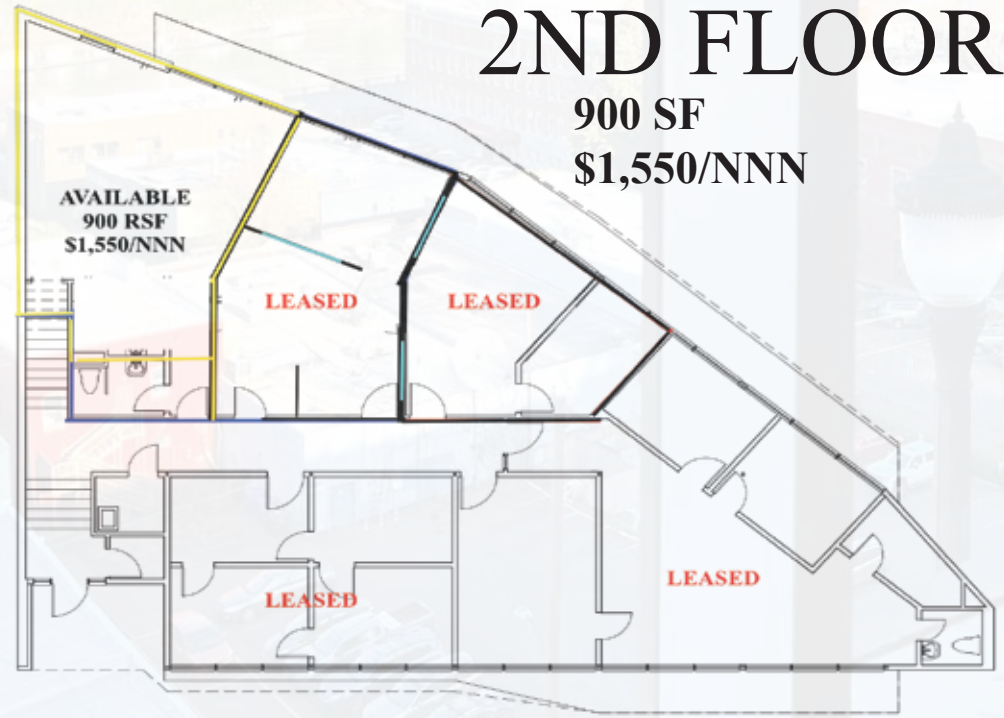 2ND FLOOR
900 SF
$1,550/NNN
AVAILABLE
900 RSF
$1,550/NNN
LEASED
LEASED
LEASED
LEASED